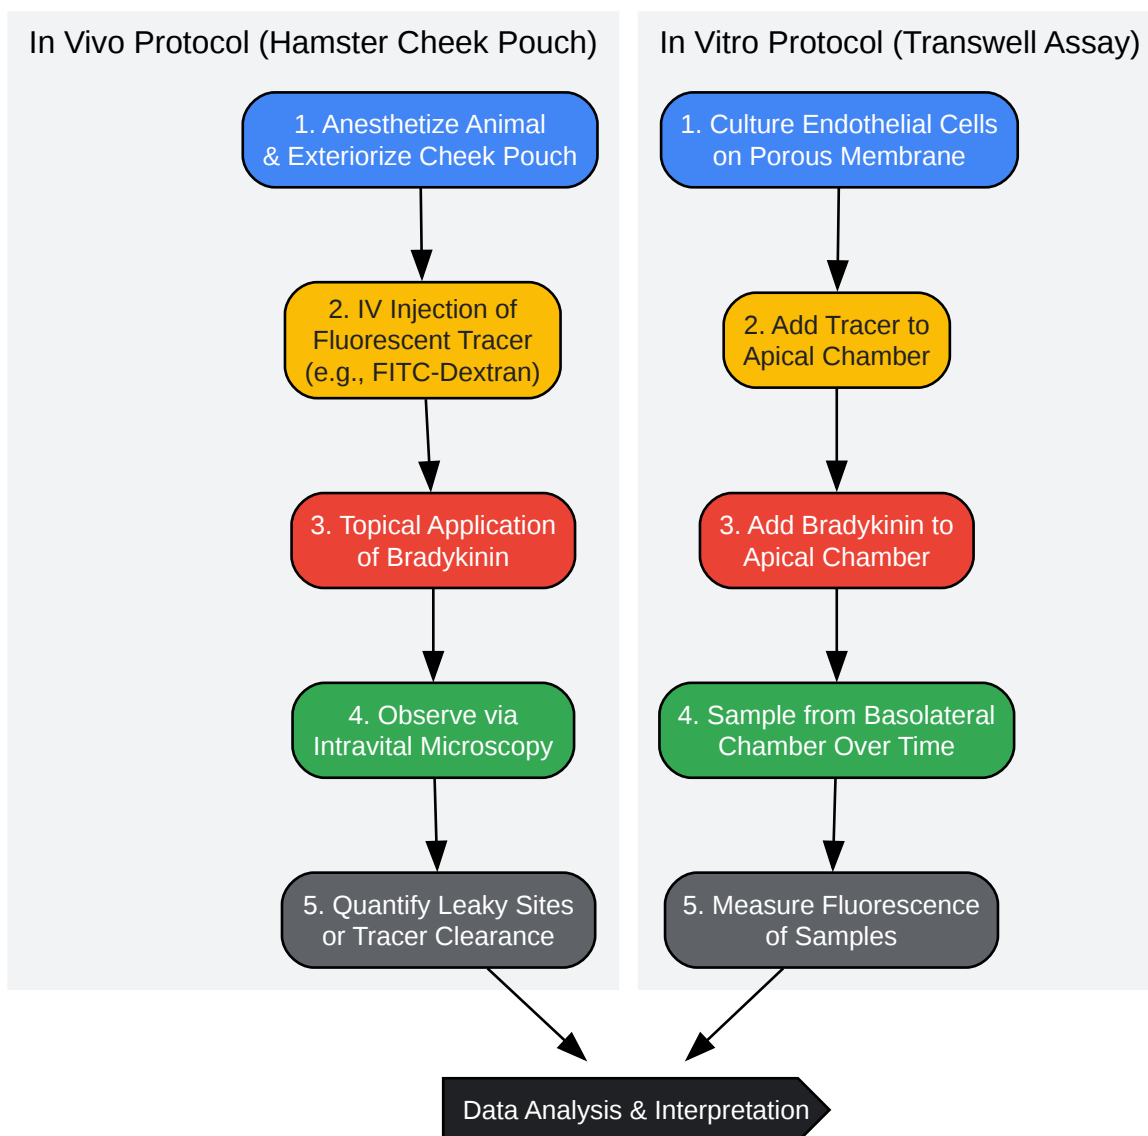 In Vivo Protocol (Hamster Cheek Pouch)
1. Anesthetize Animal
& Exteriorize Cheek Pouch
2. IV Injection of
Fluorescent Tracer
(e.g., FITC-Dextran)
3. Topical Application
of Bradykinin
4. Observe via
Intravital Microscopy
5. Quantify Leaky Sites
or Tracer Clearance
In Vitro Protocol (Transwell Assay)
1. Culture Endothelial Cells
on Porous Membrane
2. Add Tracer to
Apical Chamber
3. Add Bradykinin to
Apical Chamber
4. Sample from Basolateral
Chamber Over Time
5. Measure Fluorescence
of Samples
Data Analysis & Interpretation